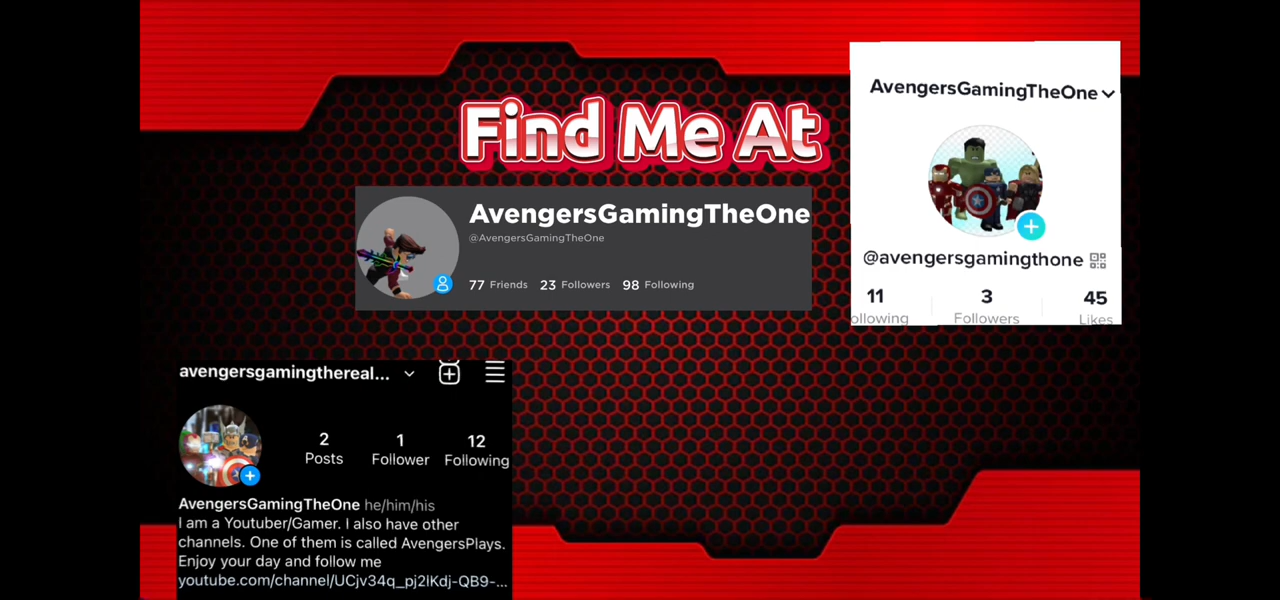 Find Me At
AvengersGamingTheOne
@AvengersGamingTheOne
77 Friends 23 Followers 98 Following
AvengersGamingTheOne
@avengersgamingthone
11 3 45
ollowing Followers Likes
avengersgamingthereal...
2 1 12
Posts Follower Following
AvengersGamingTheOne he/him/his
I am a Youtuber/Gamer. I also have other
channels. One of them is called AvengersPlays.
Enjoy your day and follow me
youtube.com/channel/UCjv34q_pj2lKdj-QB9-...